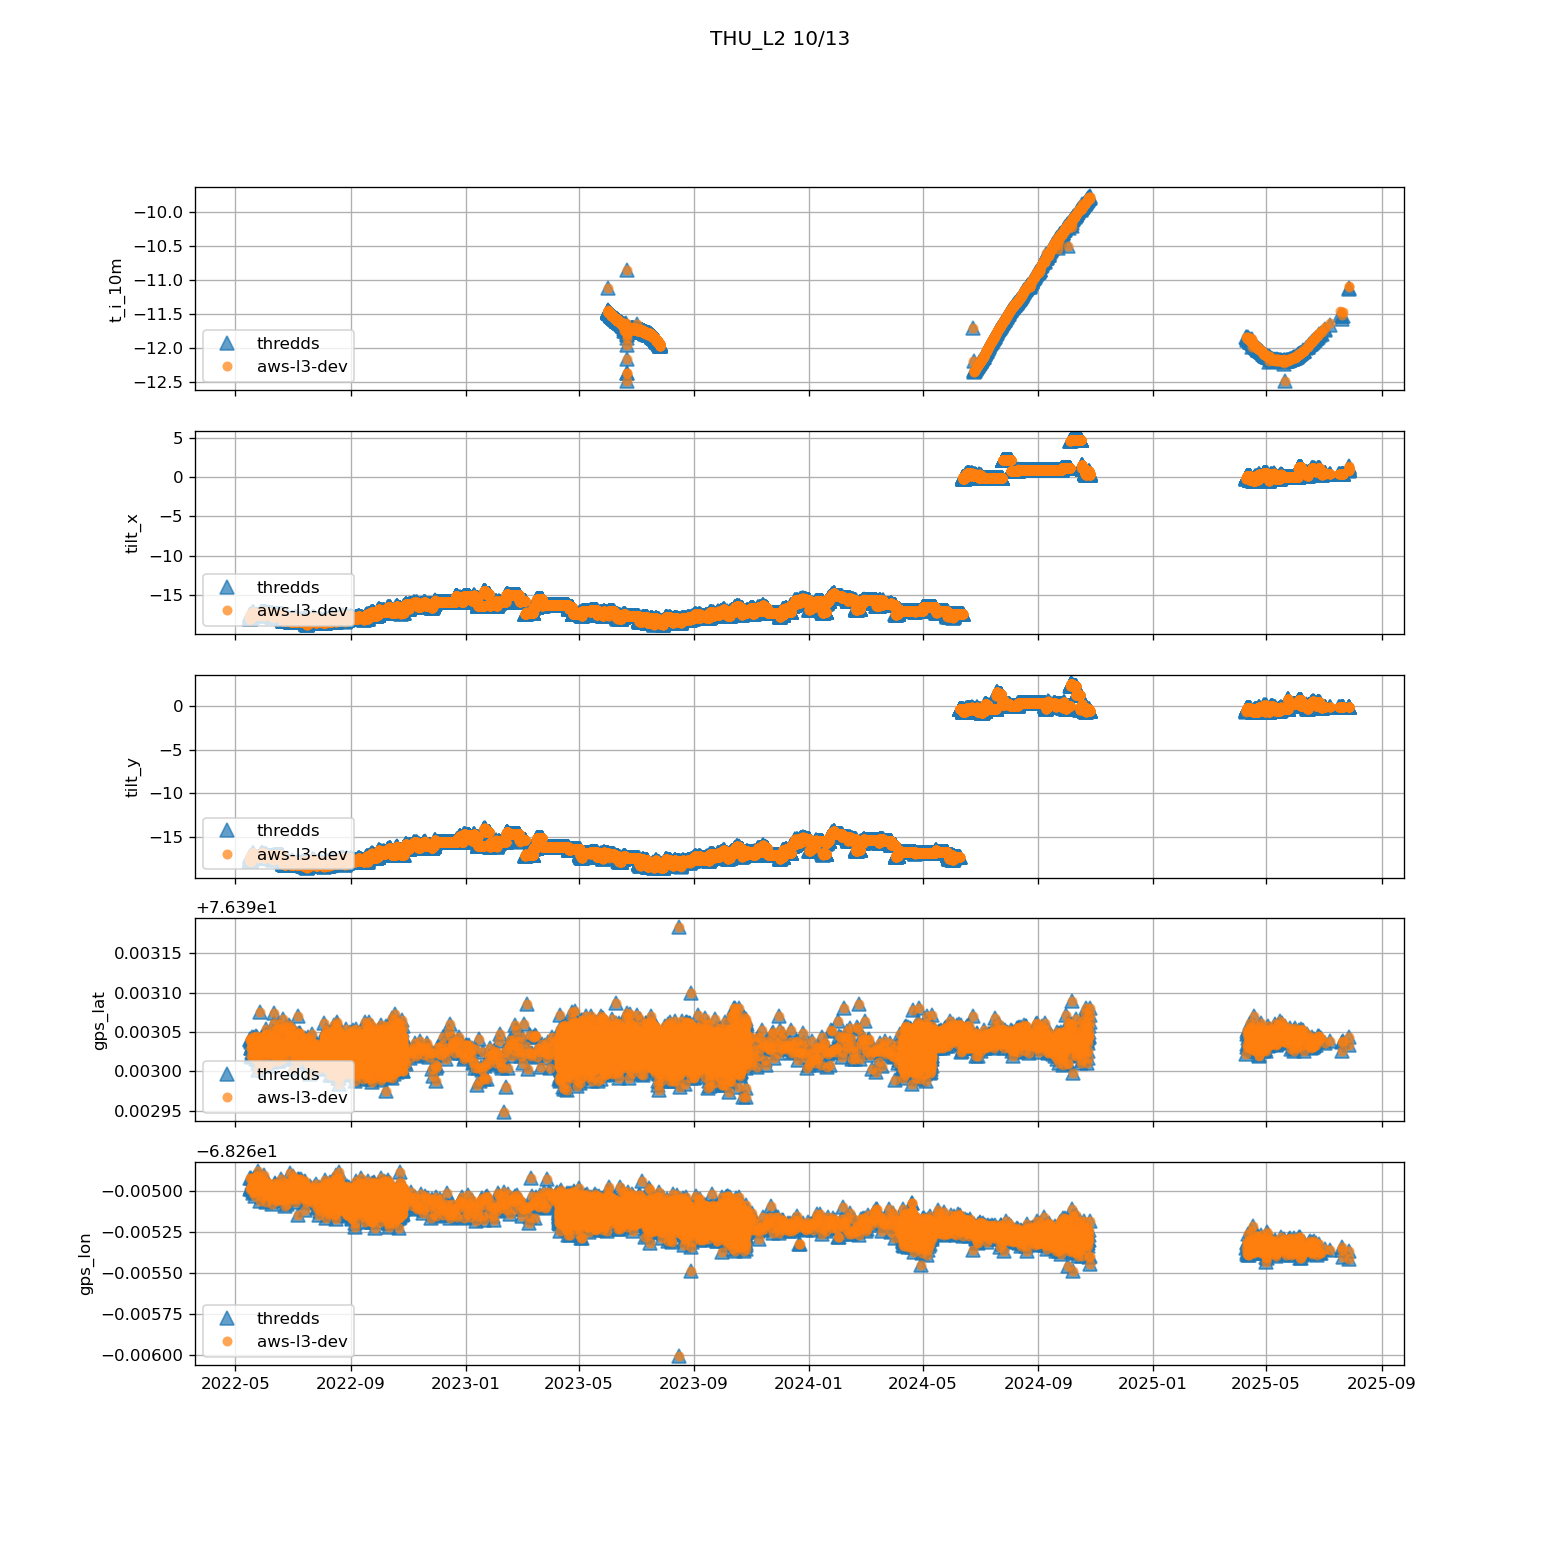 THU_L2 10/13
t_i_10m
−10.0
−10.5
−11.0
−11.5
−12.0
−12.5
thredds
aws-l3-dev
tilt_x
5
0
−5
−10
−15
thredds
aws-l3-dev
tilt_y
0
−5
−10
−15
thredds
aws-l3-dev
+7.639e1
gps_lat
0.00315
0.00310
0.00305
0.00300
0.00295
thredds
aws-l3-dev
−6.826e1
gps_lon
−0.00500
−0.00525
−0.00550
−0.00575
−0.00600
thredds
aws-l3-dev
2022-05 2022-09 2023-01 2023-05 2023-09 2024-01 2024-05 2024-09 2025-01 2025-05 2025-09